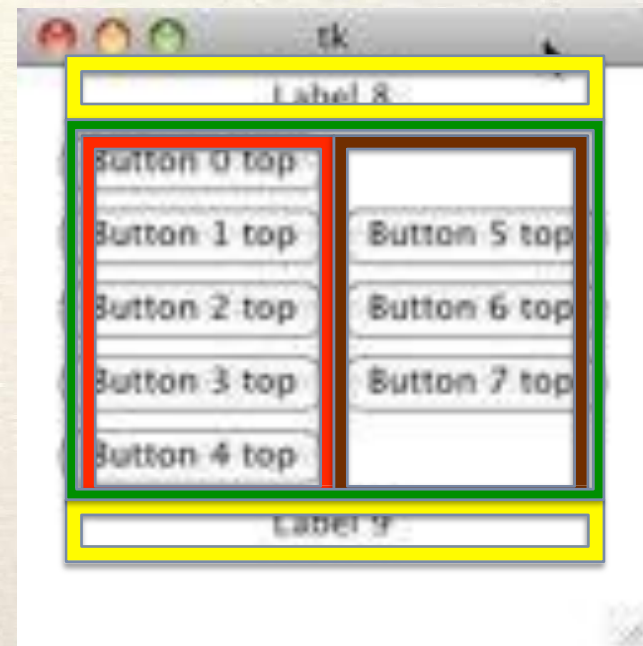 tk
Label 8
Button 0 top
Button 1 top
Button 5 top
Button 2 top
Button 6 top
Button 3 top
Button 7 top
Button 4 top
Label 9